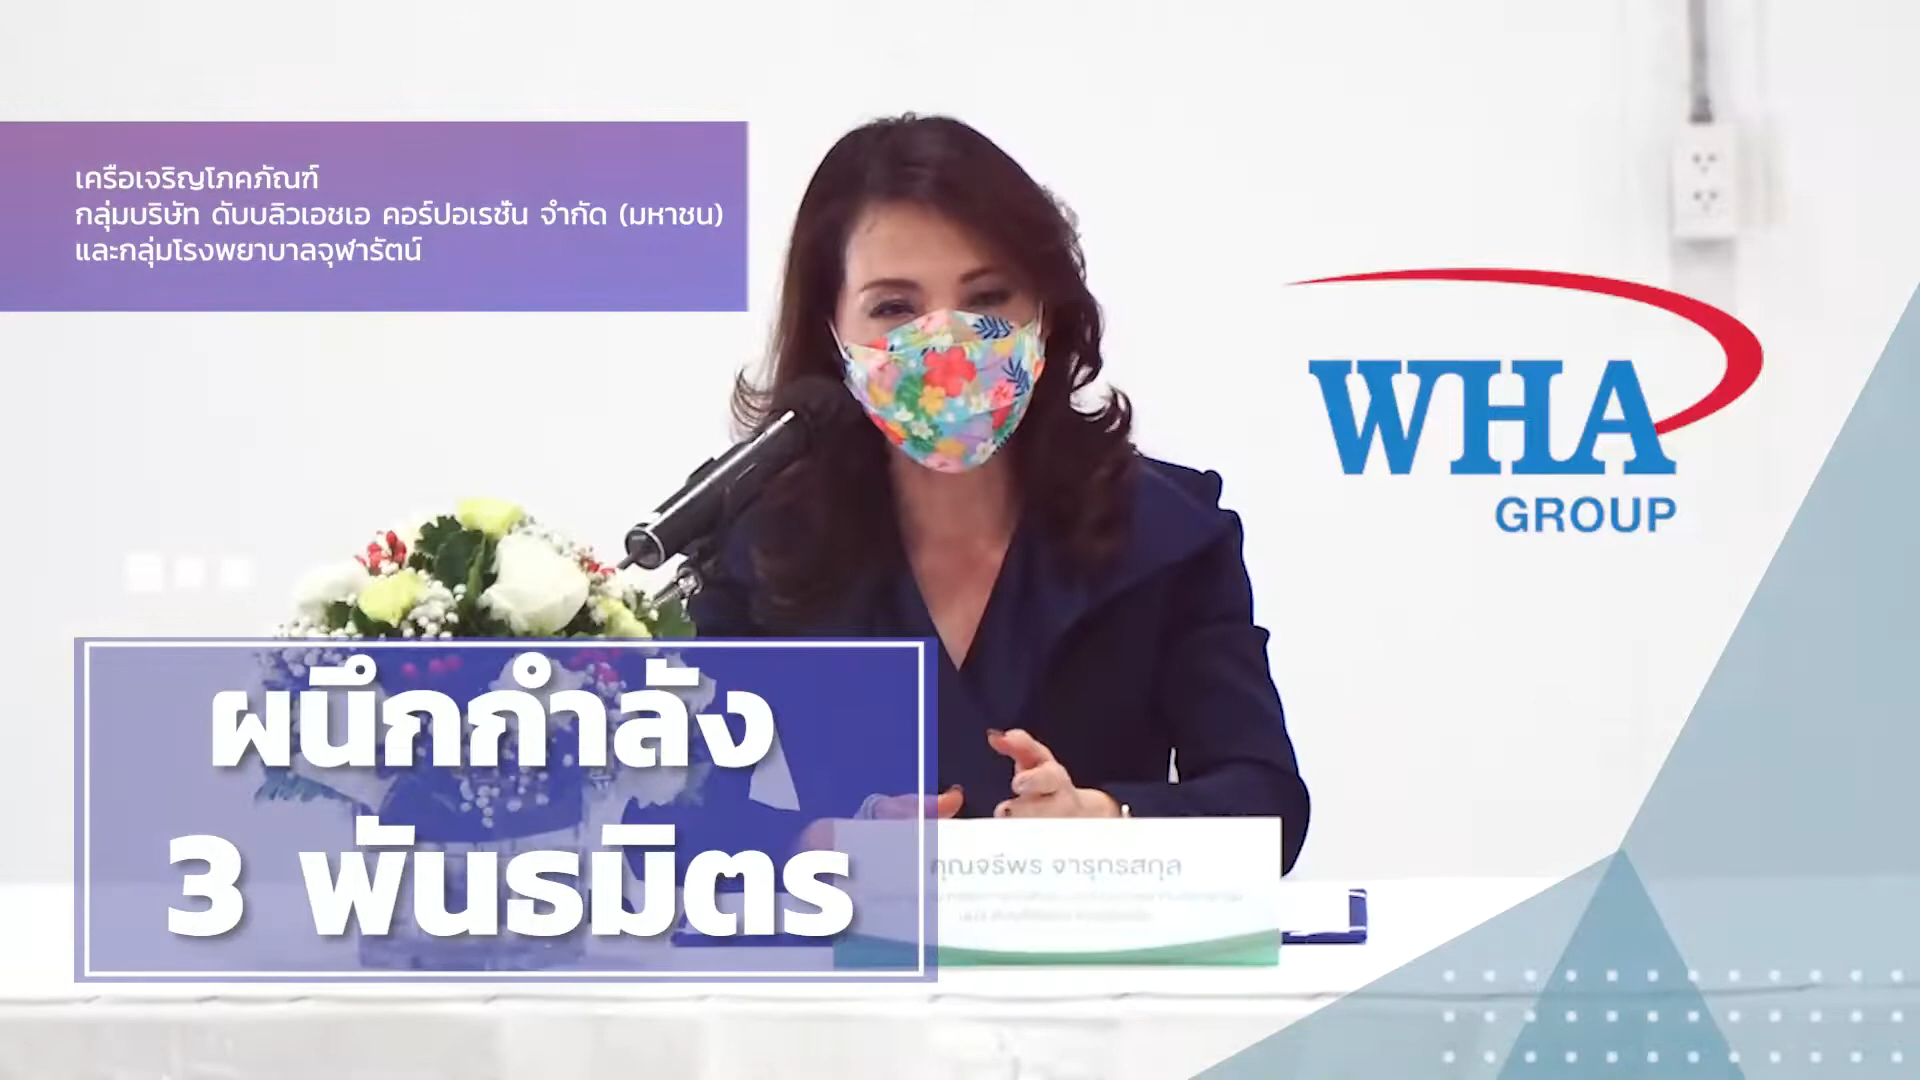 เครือเจริญโภคภัณฑ์
กลุ่มบริษัท ดับบลิวเอชเอ คอร์ปอเรชั่น จำกัด (มหาชน)
และกลุ่มโรงพยาบาลจุฬารัตน์
WHA
GROUP
ผนึกกำลัง
3 พันธมิตร
คุณจรีพร จารุกรสกุล